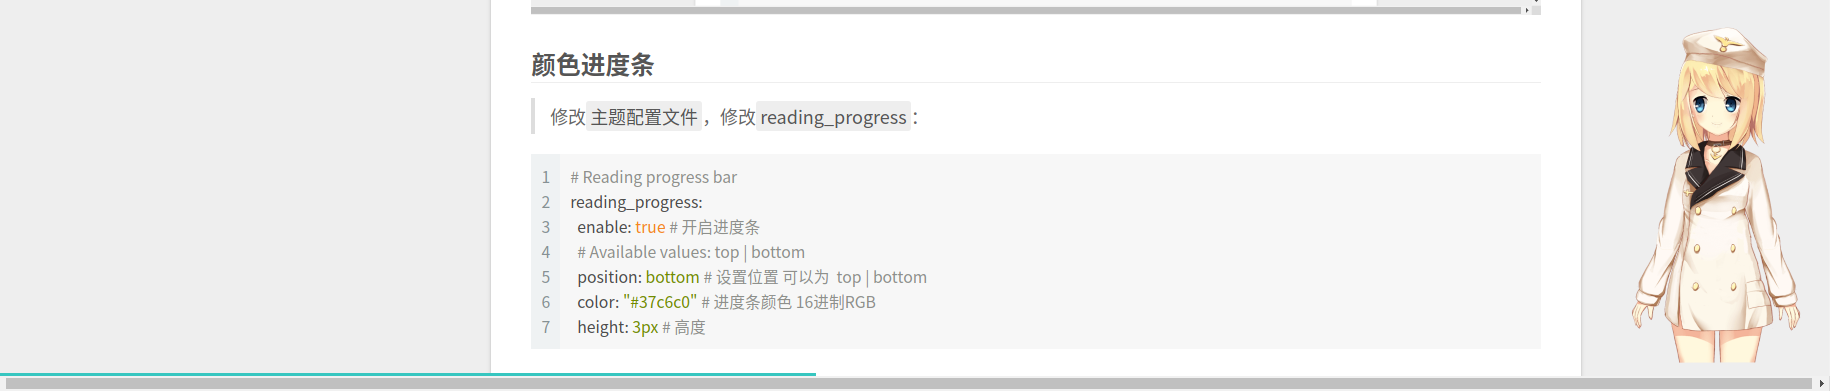 颜色进度条
修改主题配置文件，修改reading_progress：
1 # Reading progress bar
2 reading_progress:
3 enable: true # 开启进度条
4 # Available values: top | bottom
5 position: bottom # 设置位置 可以为 top | bottom
6 color: "#37c6c0" # 进度条颜色 16进制RGB
7 height: 3px # 高度